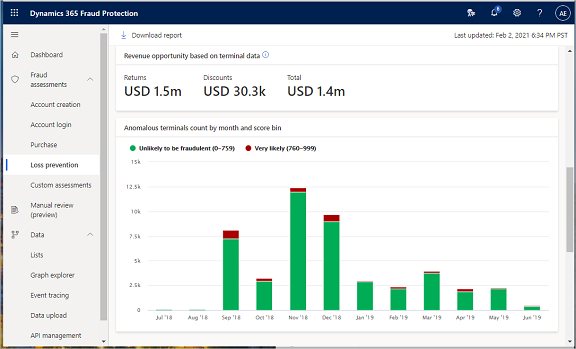 Dynamics 365 Fraud Protection
6
?
AE
Download report
Last updated: Feb 2, 2021 6:34 PM PST
Dashboard
Fraud
assessments
Account creation
Account login
Purchase
Loss prevention
Custom assessments
Manual review
(preview)
Data
Lists
Graph explorer
Event tracing
Data upload
API management
Revenue opportunity based on terminal data
Returns
Discounts
Total
USD 1.5m
USD 30.3k
USD 1.4m
Anomalous terminals count by month and score bin
Unlikely to be fraudulent (0–759)
Very likely (760–999)
15k
12.5k
10k
7.5k
5k
2.5k
0
Jul '18
Aug '18
Sep '18
Oct '18
Nov '18
Dec '18
Jan '19
Feb '19
Mar '19
Apr '19
May '19
Jun '19